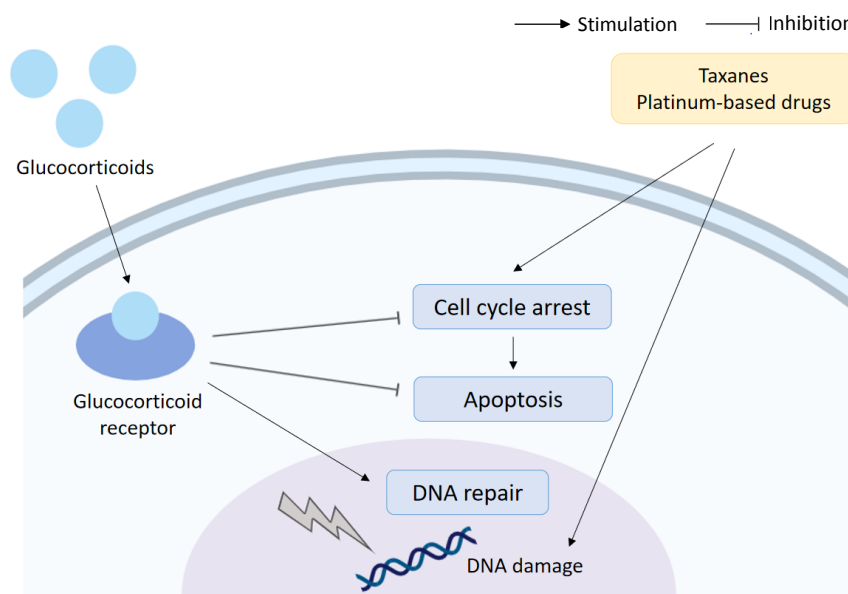 Stimulation
Inhibition
Taxanes
Platinum-based drugs
Glucocorticoids
Cell cycle arrest
Apoptosis
Glucocorticoid
receptor
DNA repair
DNA damage